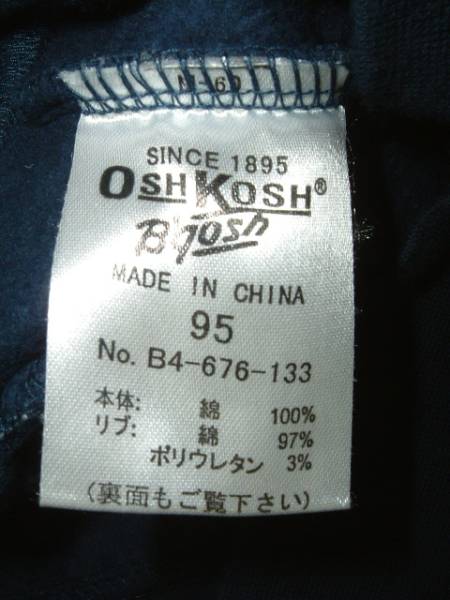 SINCE 1895
OSHKOSH®
B'gosh
MADE IN CHINA
95
No. B4-676-133
本体: 綿 100%
リブ: 綿 97%
ポリウレタン 3%
(裏面もご覧下さい)